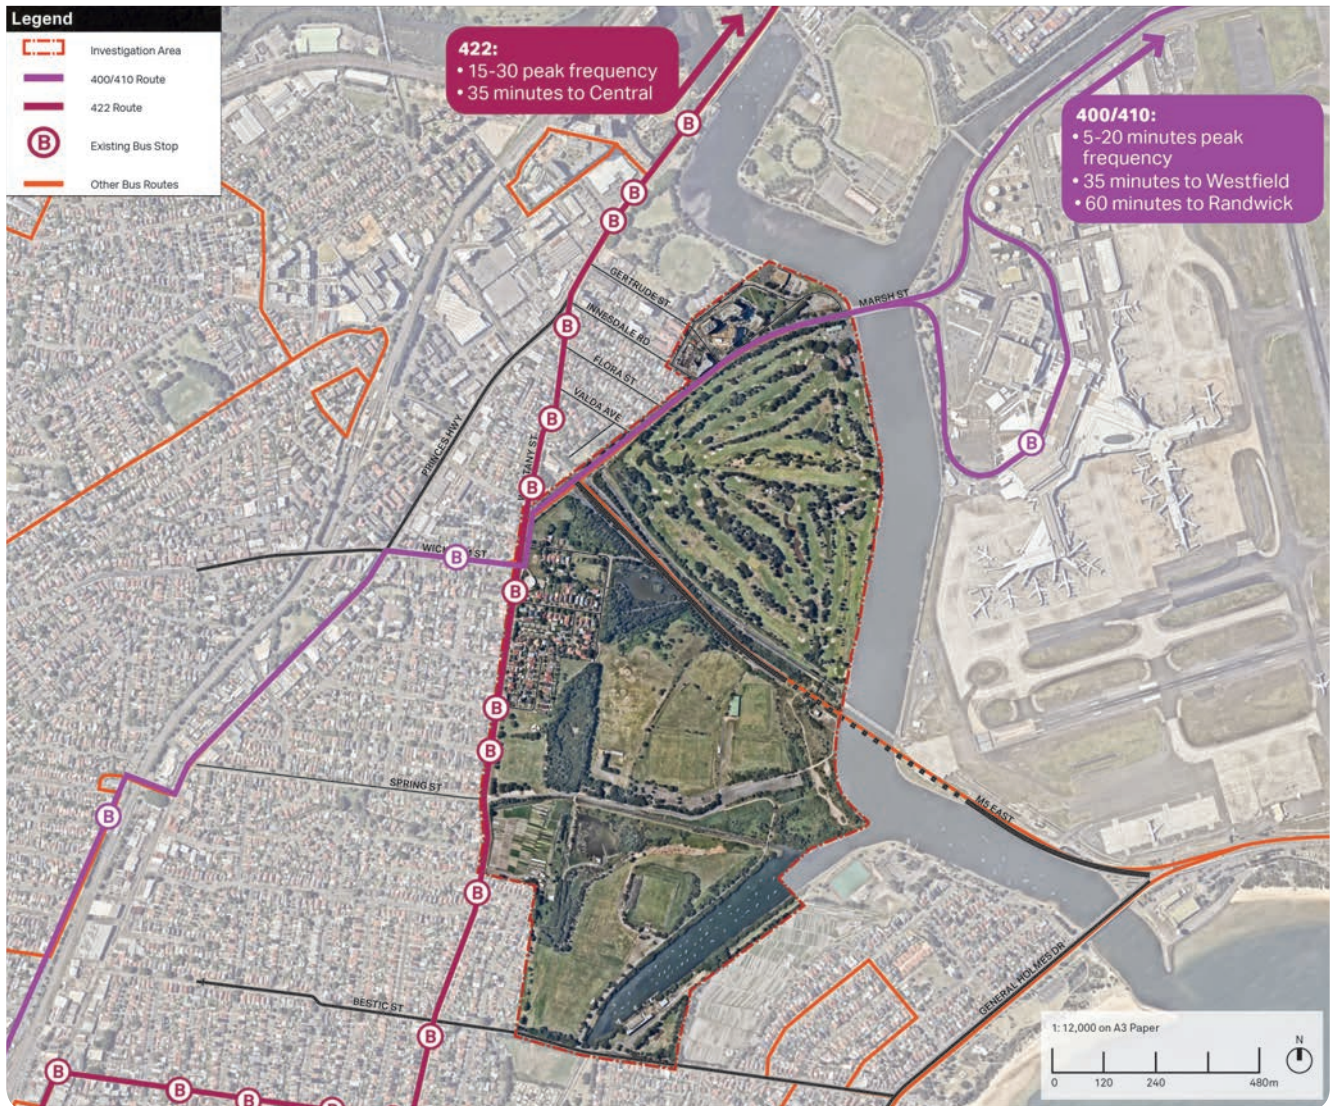 Legend
Investigation Area
400/410 Route
422 Route
B
Existing Bus Stop
Other Bus Routes
422:
• 15-30 peak frequency
• 35 minutes to Central
400/410:
• 5-20 minutes peak
frequency
• 35 minutes to Westfield
• 60 minutes to Randwick
B
B
B
GERTRUDE ST
MARSH ST
INNESDALE RD
B
FLORA ST
VALDA AVE
B
PRINCES HWY
B
TANY ST
B
WIC
ST
B
B
B
B
SPRING ST
M5 EAST
B
B
GENERAL HOLMES DR
BESTIC ST
B
B
B
B
1: 12,000 on A3 Paper
N
0 120 240 480m